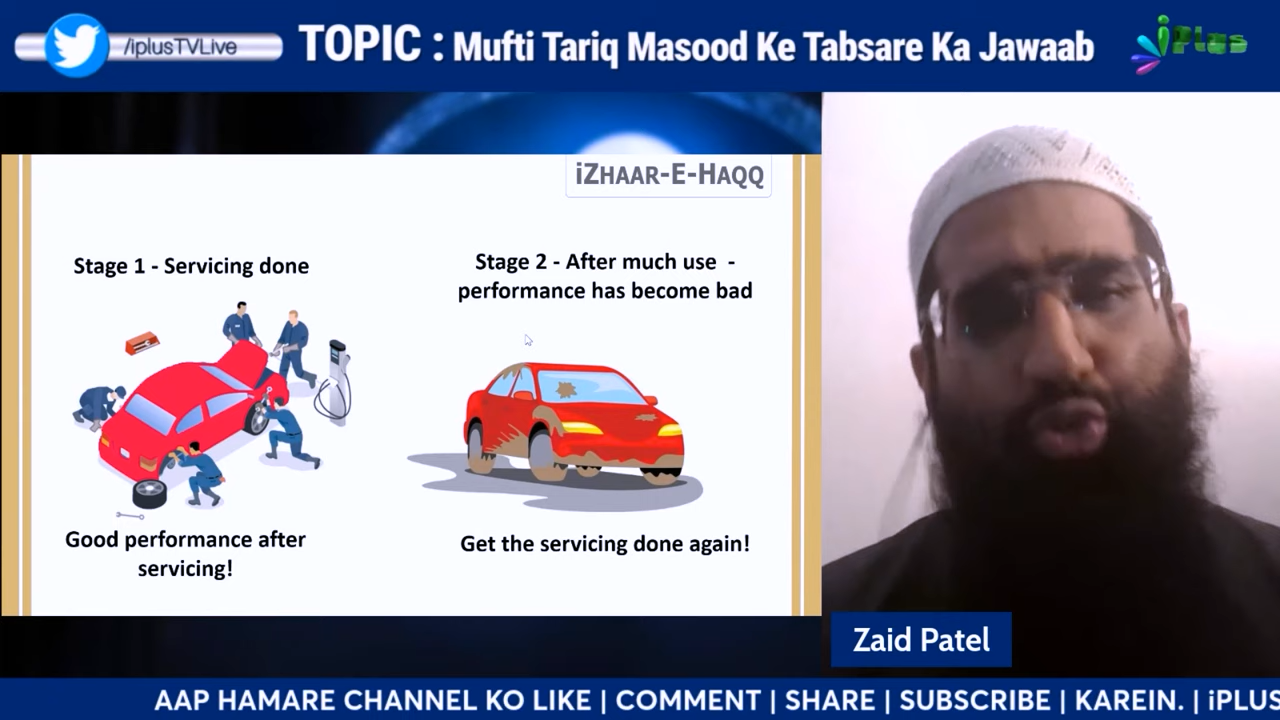 /iplusTVLive
TOPIC : Mufti Tariq Masood Ke Tabsare Ka Jawaab
iPlus
iZHAAR-E-HAQQ
Stage 1 - Servicing done
Good performance after
servicing!
Stage 2 - After much use -
performance has become bad
Get the servicing done again!
Zaid Patel
AAP HAMARE CHANNEL KO LIKE | COMMENT | SHARE | SUBSCRIBE | KAREIN. | iPLUS